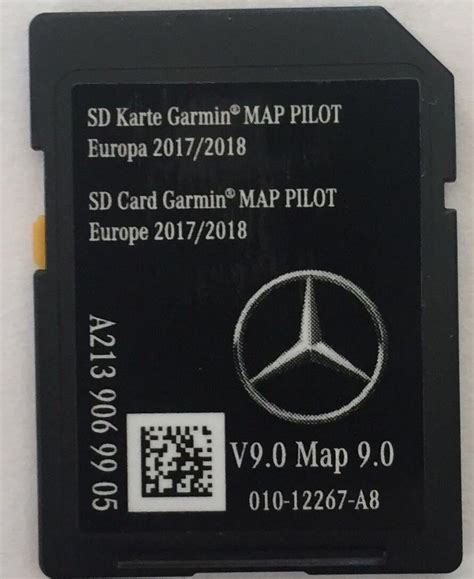 SD Karte Garmin® MAP PILOT
Europa 2017/2018
SD Card Garmin® MAP PILOT
Europe 2017/2018
A213 906 99 05
V9.0 Map 9.0
010-12267-A8